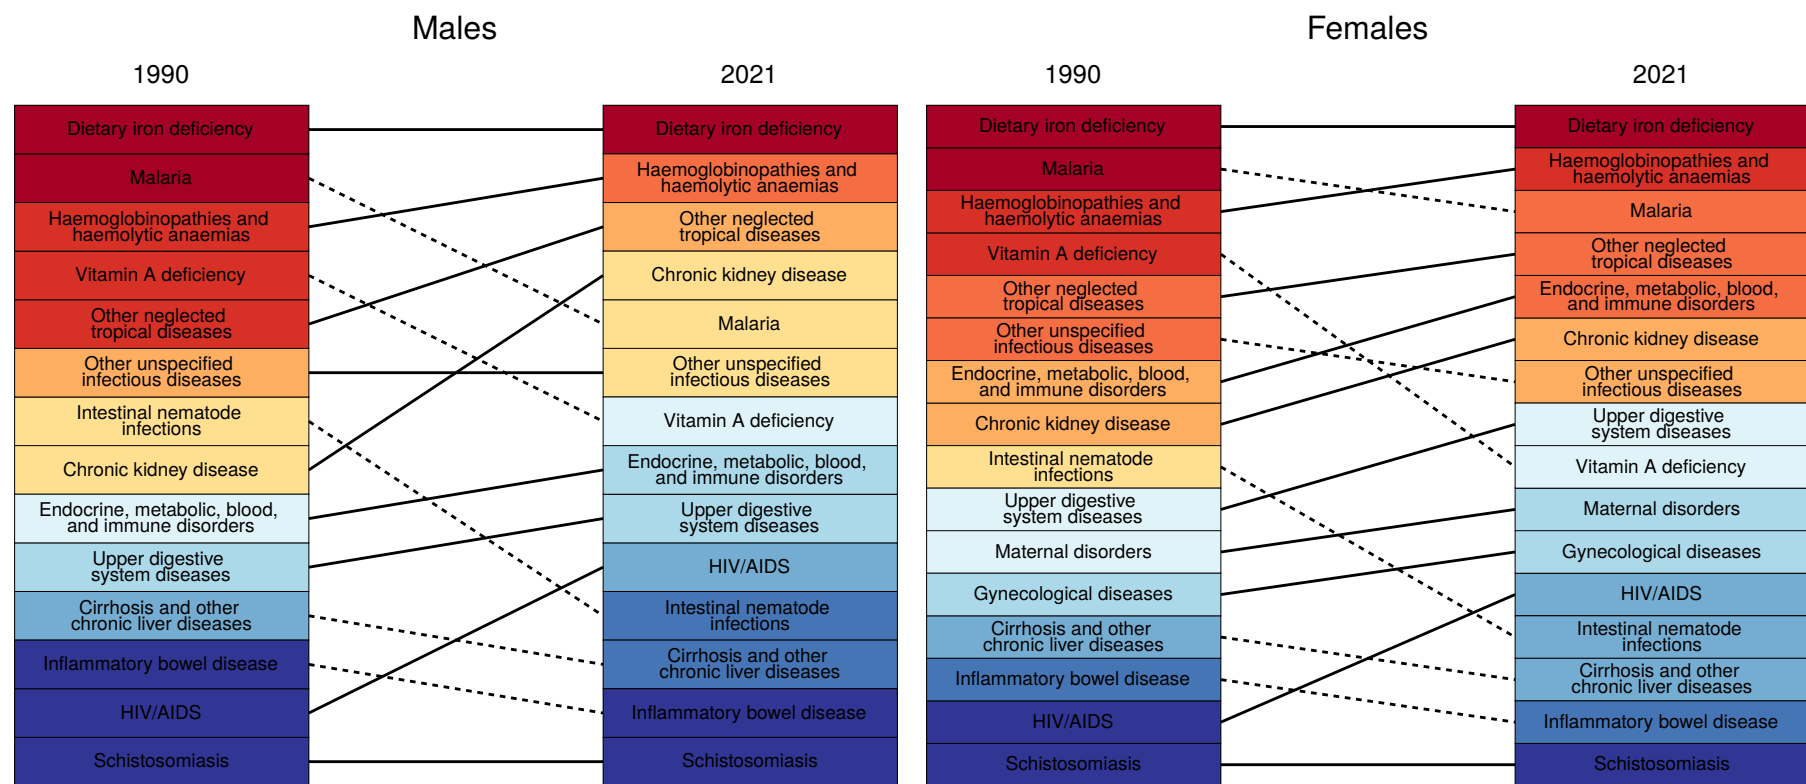 Males
1990
2021
Dietary iron deficiency
Malaria
Haemoglobinopathies and
haemolytic anaemias
Vitamin A deficiency
Other neglected
tropical diseases
Other unspecified
infectious diseases
Intestinal nematode
infections
Chronic kidney disease
Endocrine, metabolic, blood,
and immune disorders
Upper digestive
system diseases
Cirrhosis and other
chronic liver diseases
Inflammatory bowel disease
HIV/AIDS
Schistosomiasis
Dietary iron deficiency
Haemoglobinopathies and
haemolytic anaemias
Other neglected
tropical diseases
Chronic kidney disease
Malaria
Other unspecified
infectious diseases
Vitamin A deficiency
Endocrine, metabolic, blood,
and immune disorders
Upper digestive
system diseases
HIV/AIDS
Intestinal nematode
infections
Cirrhosis and other
chronic liver diseases
Inflammatory bowel disease
Schistosomiasis
Females
1990
2021
Dietary iron deficiency
Malaria
Haemoglobinopathies and
haemolytic anaemias
Vitamin A deficiency
Other neglected
tropical diseases
Other unspecified
infectious diseases
Endocrine, metabolic, blood,
and immune disorders
Chronic kidney disease
Intestinal nematode
infections
Upper digestive
system diseases
Maternal disorders
Gynecological diseases
Cirrhosis and other
chronic liver diseases
Inflammatory bowel disease
HIV/AIDS
Schistosomiasis
Dietary iron deficiency
Haemoglobinopathies and
haemolytic anaemias
Malaria
Other neglected
tropical diseases
Endocrine, metabolic, blood,
and immune disorders
Chronic kidney disease
Other unspecified
infectious diseases
Upper digestive
system diseases
Vitamin A deficiency
Maternal disorders
Gynecological diseases
HIV/AIDS
Intestinal nematode
infections
Cirrhosis and other
chronic liver diseases
Inflammatory bowel disease
Schistosomiasis